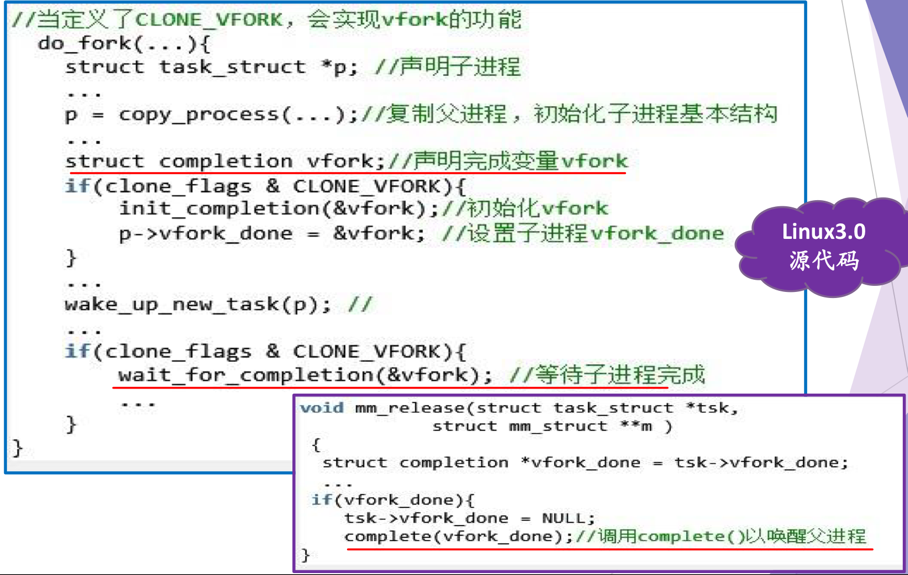 //当定义了CLONE_VFORK，会实现vfork的功能
do_fork(...){
struct task_struct *p; //声明子进程
...
p = copy_process(...);//复制父进程，初始化子进程基本结构
...
struct completion vfork;//声明完成变量vfork
if(clone_flags & CLONE_VFORK){
init_completion(&vfork);//初始化vfork
p->vfork_done = &vfork; //设置子进程vfork_done
}
...
wake_up_new_task(p); //
...
if(clone_flags & CLONE_VFORK){
wait_for_completion(&vfork); //等待子进程完成
...
}
}
Linux3.0
源代码
void mm_release(struct task_struct *tsk,
struct mm_struct **m )
{
struct completion *vfork_done = tsk->vfork_done;
...
if(vfork_done){
tsk->vfork_done = NULL;
complete(vfork_done);//调用complete()以唤醒父进程
}